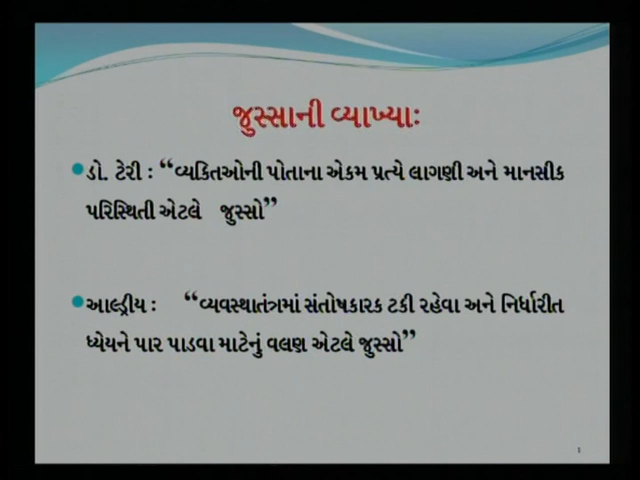 જુસ્સાની વ્યાખ્યાઃ
ડો. ટેરી : “વ્યકિતઓની પોતાના એકમ પ્રત્યે લાગણી અને માનસીક
પરિસ્થિતી એટલે જુસ્સો”
આલ્ડ્રીય : “વ્યવસ્થાતંત્રમાં સંતોષકારક ટકી રહેવા અને નિર્ધારીત
ધ્યેયને પાર પાડવા માટેનું વલણ એટલે જુસ્સો”
1